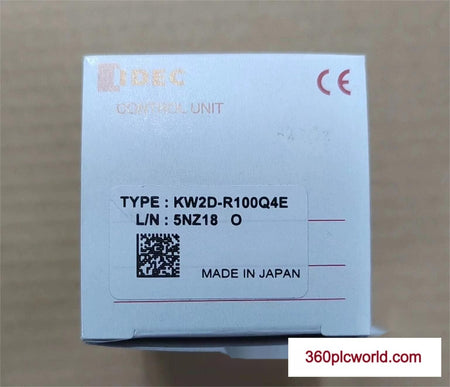 IDEC
CE
CONTROL UNIT
TYPE : KW2D-R100Q4E
L/N : 5NZ18 O
MADE IN JAPAN
360plcworld.com